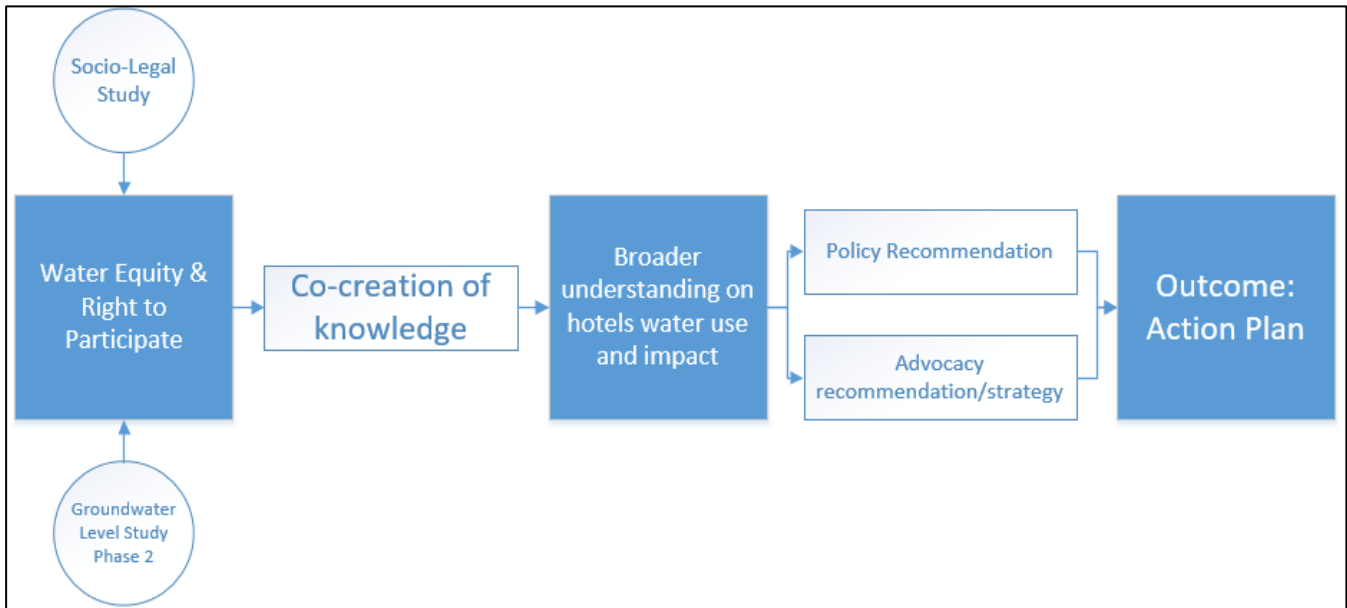 Socio-Legal
Study
Water Equity &
Right to
Participate
Groundwater
Level Study
Phase 2
Co-creation of
knowledge
Broader
understanding on
hotels water use
and impact
Policy Recommendation
Advocacy
recommendation/strategy
Outcome:
Action Plan